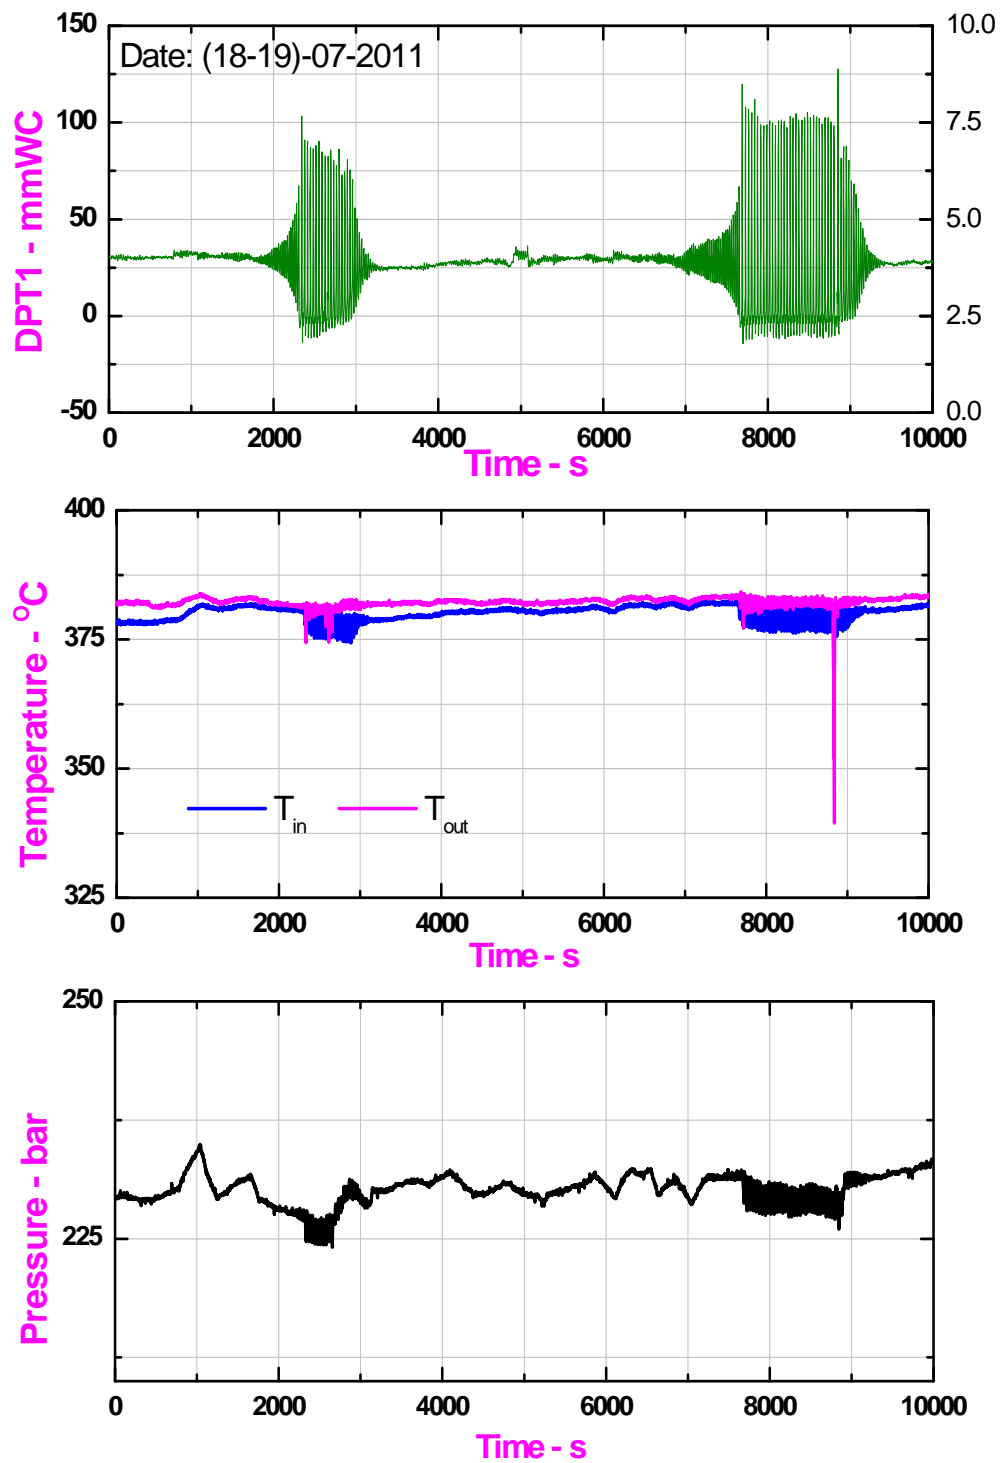 150
10.0
Date: (18-19)-07-2011
100
7.5
DPT1 - mmWC
50
5.0
0
2.5
-50
0.0
0 2000 4000 6000 8000 10000
Time - s
400
375
Temperature - °C
350
T_in T_out
325
0 2000 4000 6000 8000 10000
Time - s
250
Pressure - bar
225
0 2000 4000 6000 8000 10000
Time - s